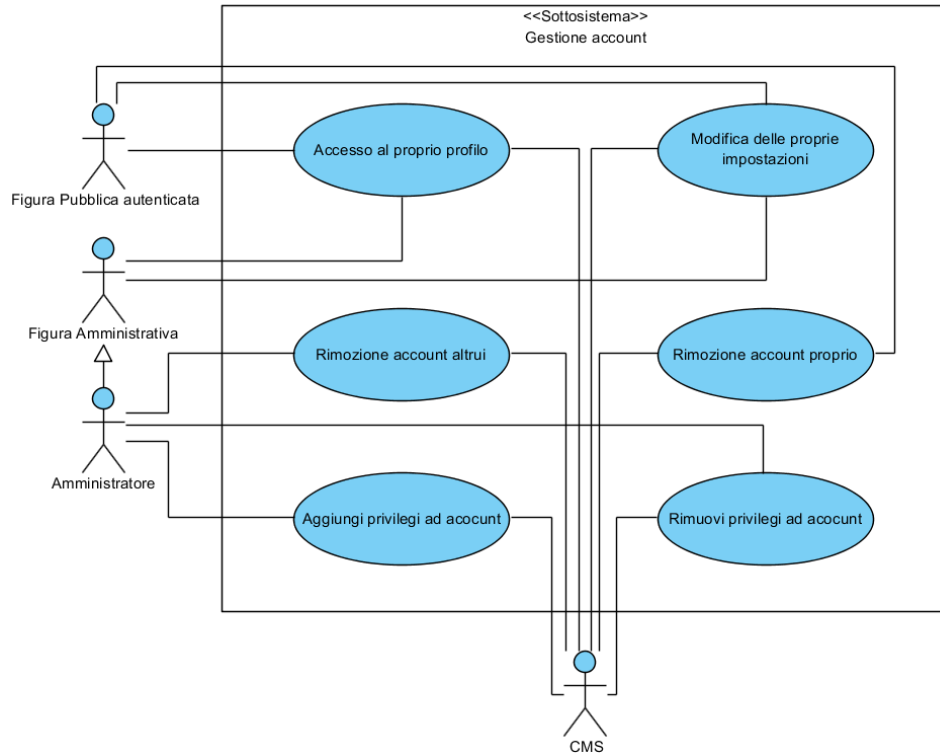 <<Sottosistema>>
Gestione account
Accesso al proprio profilo
Modifica delle proprie
impostazioni
Figura Pubblica autenticata
Figura Amministrativa
Rimozione account altrui
Rimozione account proprio
Amministratore
Aggiungi privilegi ad acocunt
Rimuovi privilegi ad acocunt
CMS